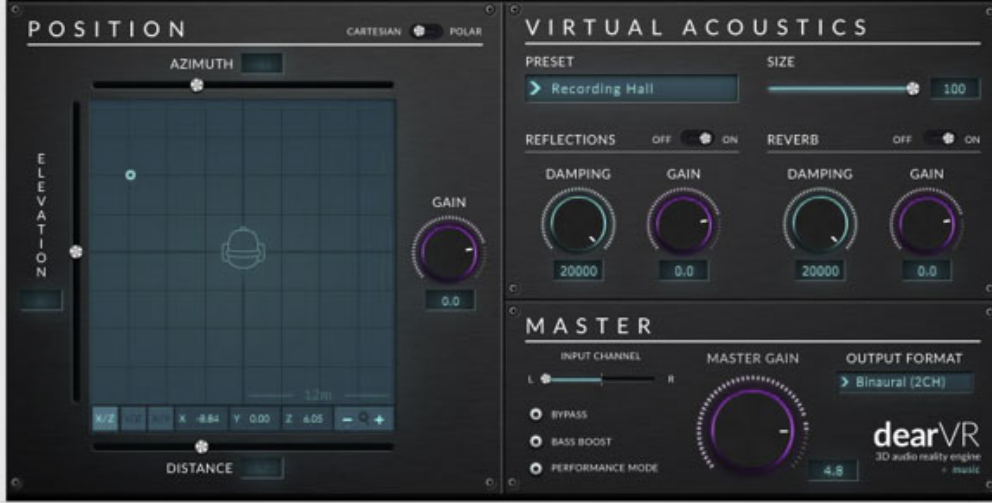 POSITION
CARTESIAN POLAR
AZIMUTH
ELEVATION
GAIN
0.0
12m
X/Z X -8.84 Y 0.00 Z 6.05 − +
DISTANCE
VIRTUAL ACOUSTICS
PRESET SIZE
Recording Hall 100
REFLECTIONS OFF ON REVERB OFF ON
DAMPING GAIN DAMPING GAIN
20000 0.0 20000 0.0
MASTER
INPUT CHANNEL MASTER GAIN OUTPUT FORMAT
L R Binaural (2CH)
BYPASS
BASS BOOST
PERFORMANCE MODE
4.8
dearVR
3D audio reality engine
music